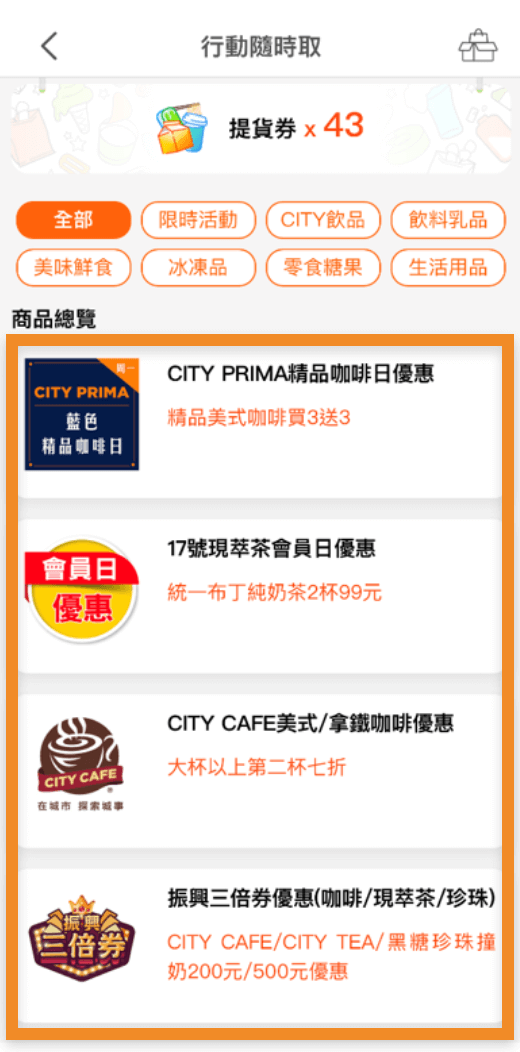 行動隨時取
提貨券 x 43
全部
限時活動
CITY飲品
飲料乳品
美味鮮食
冰凍品
零食糖果
生活用品
商品總覽
周一
CITY PRIMA
藍色
精品咖啡日
CITY PRIMA精品咖啡日優惠
精品美式咖啡買3送3
會員日
優惠
17號現萃茶會員日優惠
統一布丁純奶茶2杯99元
CITY CAFE
®
在城市 探索城事
CITY CAFE美式/拿鐵咖啡優惠
大杯以上第二杯七折
振興
三倍券
振興三倍券優惠(咖啡/現萃茶/珍珠)
CITY CAFE/CITY TEA/黑糖珍珠撞
奶200元/500元優惠